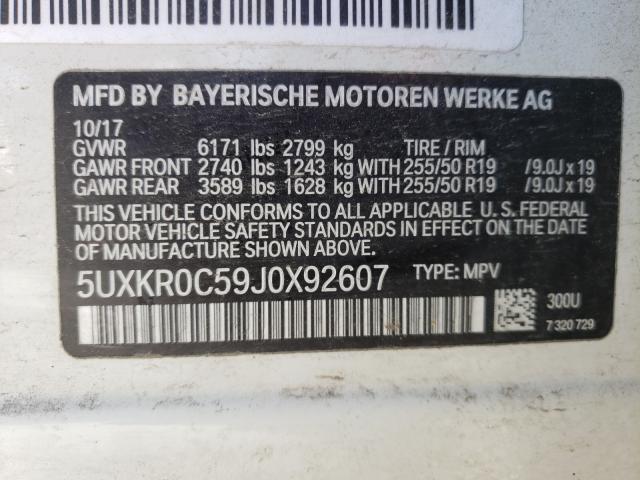 MFD BY BAYERISCHE MOTOREN WERKE AG
10/17
GVWR 6171 lbs 2799 kg TIRE / RIM
GAWR FRONT 2740 lbs 1243 kg WITH 255/50 R19 /9.0J x 19
GAWR REAR 3589 lbs 1628 kg WITH 255/50 R19 /9.0J x 19
THIS VEHICLE CONFORMS TO ALL APPLICABLE U. S. FEDERAL
MOTOR VEHICLE SAFETY STANDARDS IN EFFECT ON THE DATE
OF MANUFACTURE SHOWN ABOVE.
5UXKR0C59J0X92607 TYPE: MPV
300U
7 320 729